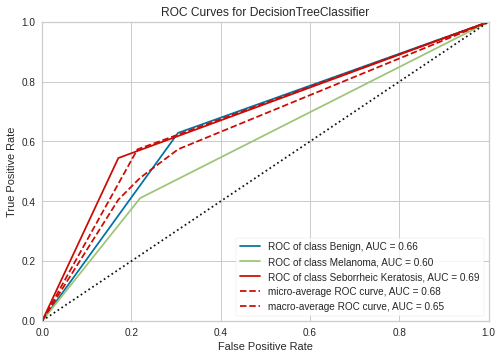 ROC Curves for DecisionTreeClassifier
True Positive Rate
1.0
0.8
0.6
0.4
0.2
0.0
ROC of class Benign, AUC = 0.66
ROC of class Melanoma, AUC = 0.60
ROC of class Seborrheic Keratosis, AUC = 0.69
micro-average ROC curve, AUC = 0.68
macro-average ROC curve, AUC = 0.65
0.0 0.2 0.4 0.6 0.8 1.0
False Positive Rate